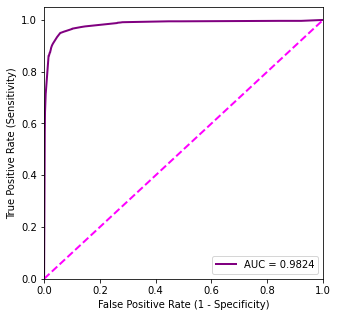 1.0
0.8
0.6
0.4
0.2
0.0
True Positive Rate (Sensitivity)
AUC = 0.9824
0.0 0.2 0.4 0.6 0.8 1.0
False Positive Rate (1 - Specificity)